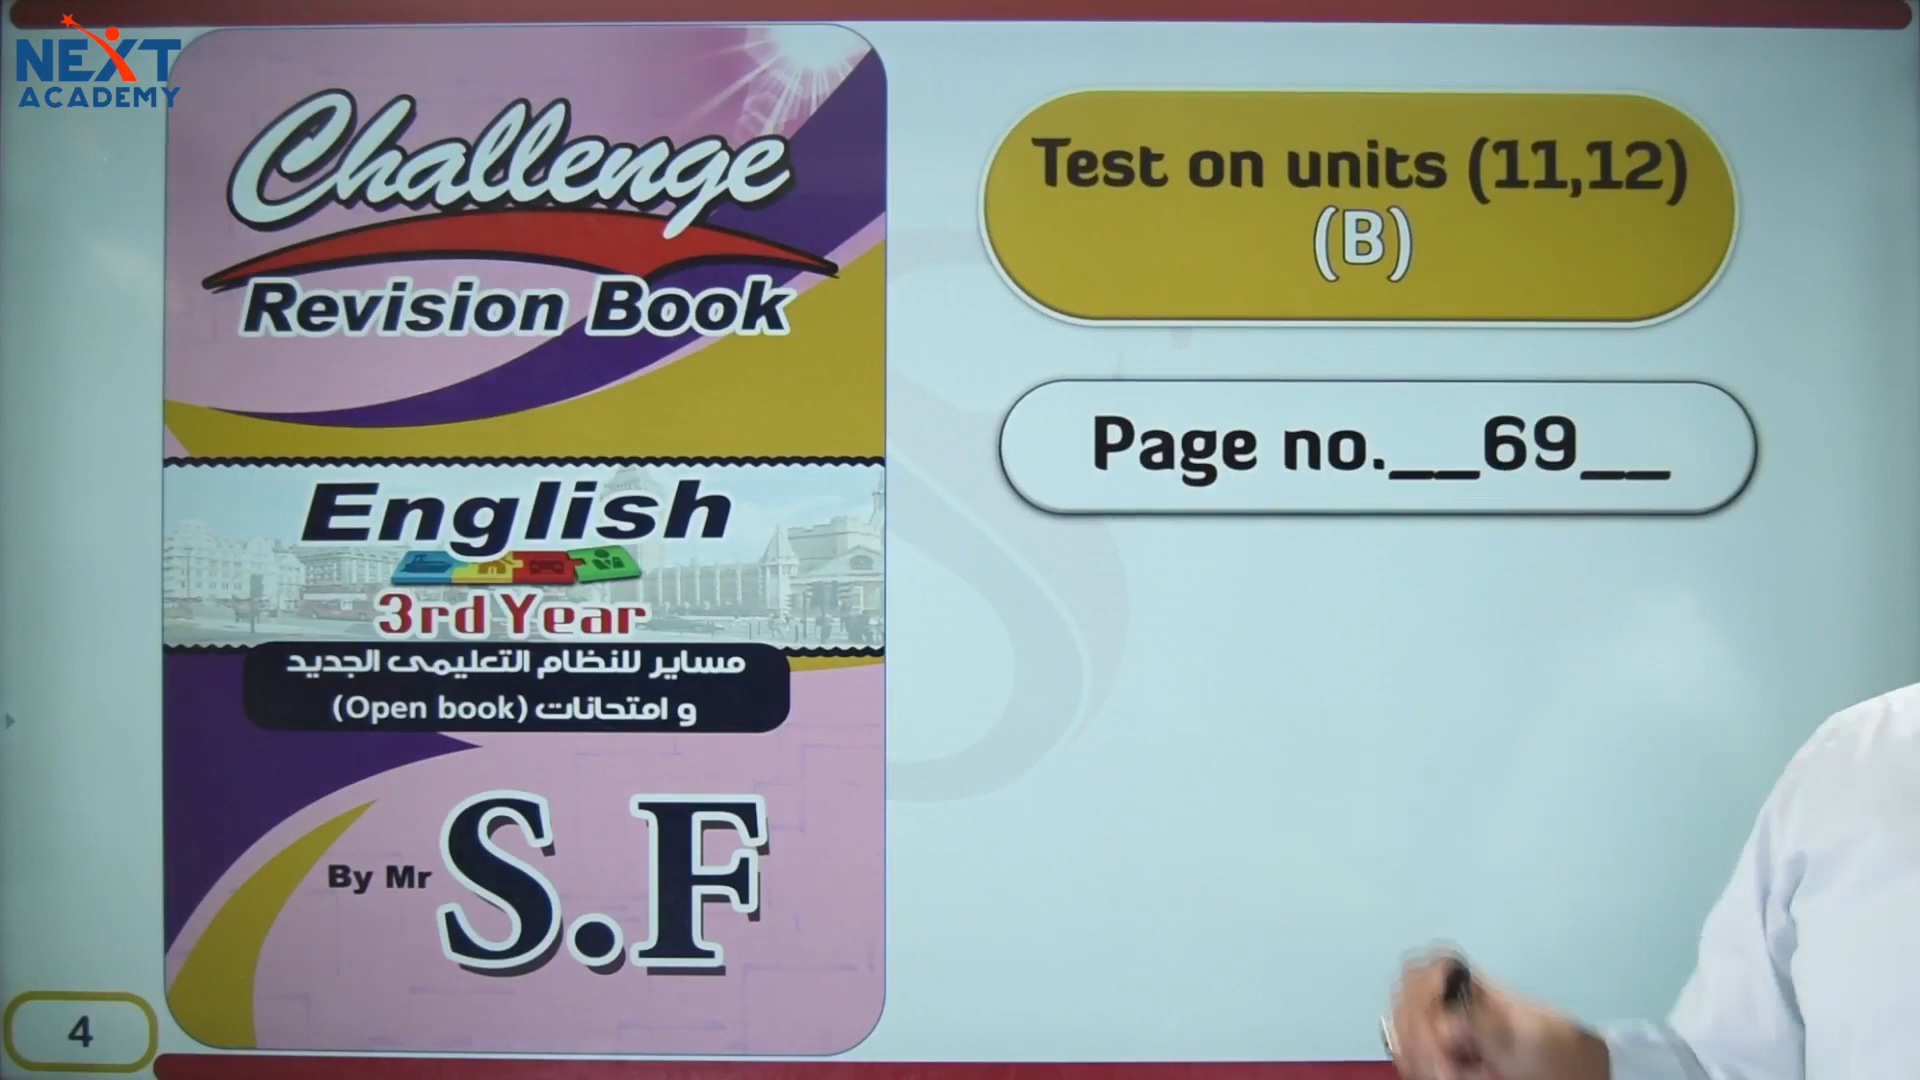 NEXT
ACADEMY
Challenge
Revision Book
English
3rd Year
مساير للنظام التعليمى الجديد
و امتحانات (Open book)
By Mr S.F
4
Test on units (11,12)
(B)
Page no.__69__